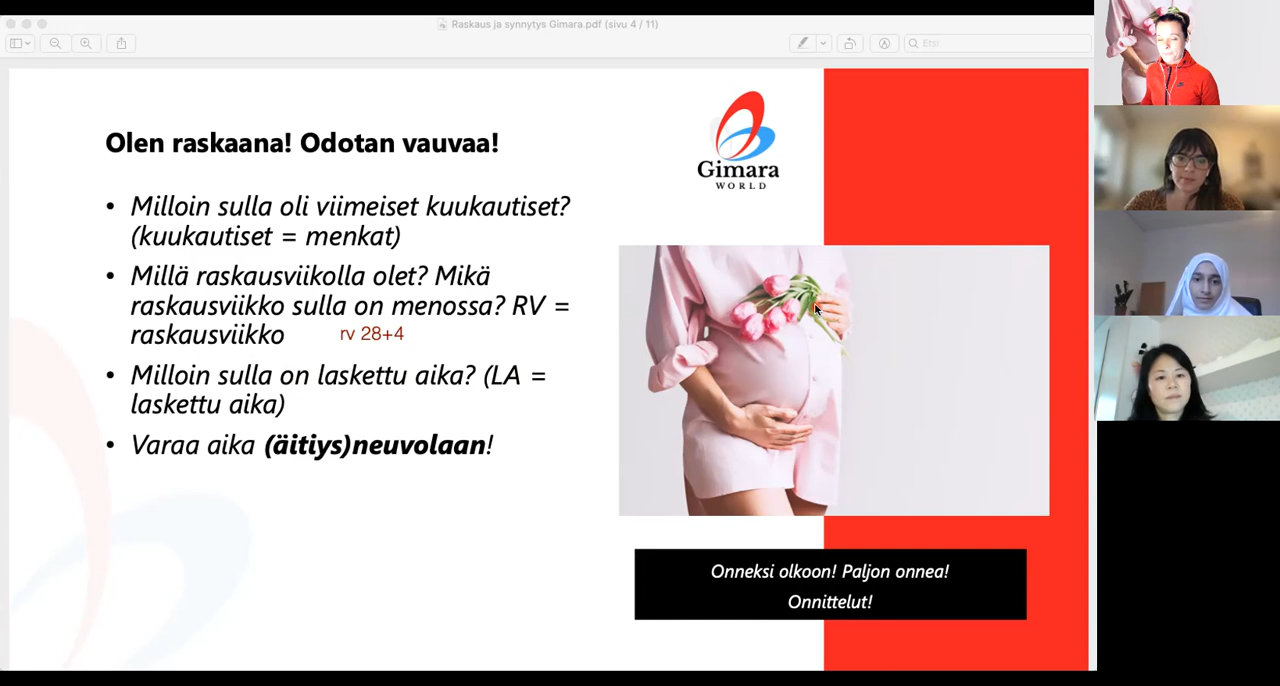 Raskaus ja synnytys Gimara.pdf (sivu 4 / 11)
Etsi
Olen raskaana! Odotan vauvaa!
• Milloin sulla oli viimeiset kuukautiset?
(kuukautiset = menkat)
• Millä raskausviikolla olet? Mikä
raskausviikko sulla on menossa? RV =
raskausviikko rv 28+4
• Milloin sulla on laskettu aika? (LA =
laskettu aika)
• Varaa aika (äitiys)neuvolaan!
Gimara
WORLD
Onneksi olkoon! Paljon onnea!
Onnittelut!